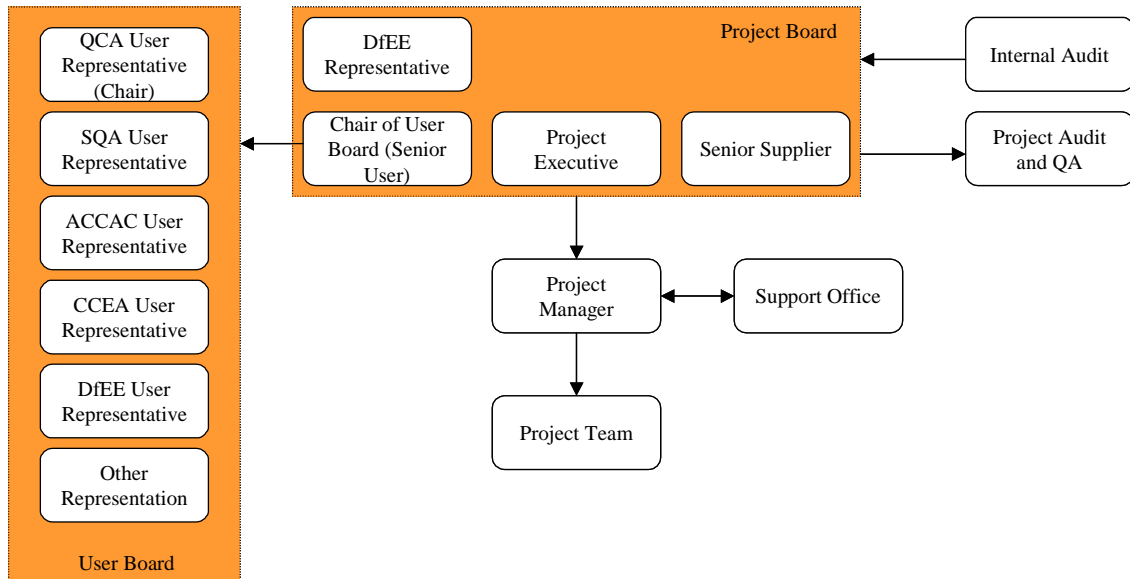 QCA User
Representative
(Chair)
SQA User
Representative
ACCAC User
Representative
CCEA User
Representative
DfEE User
Representative
Other
Representation
User Board
Project Board
DfEE
Representative
Chair of User
Board (Senior
User)
Project
Executive
Senior Supplier
Internal Audit
Project Audit
and QA
Project
Manager
Support Office
Project Team